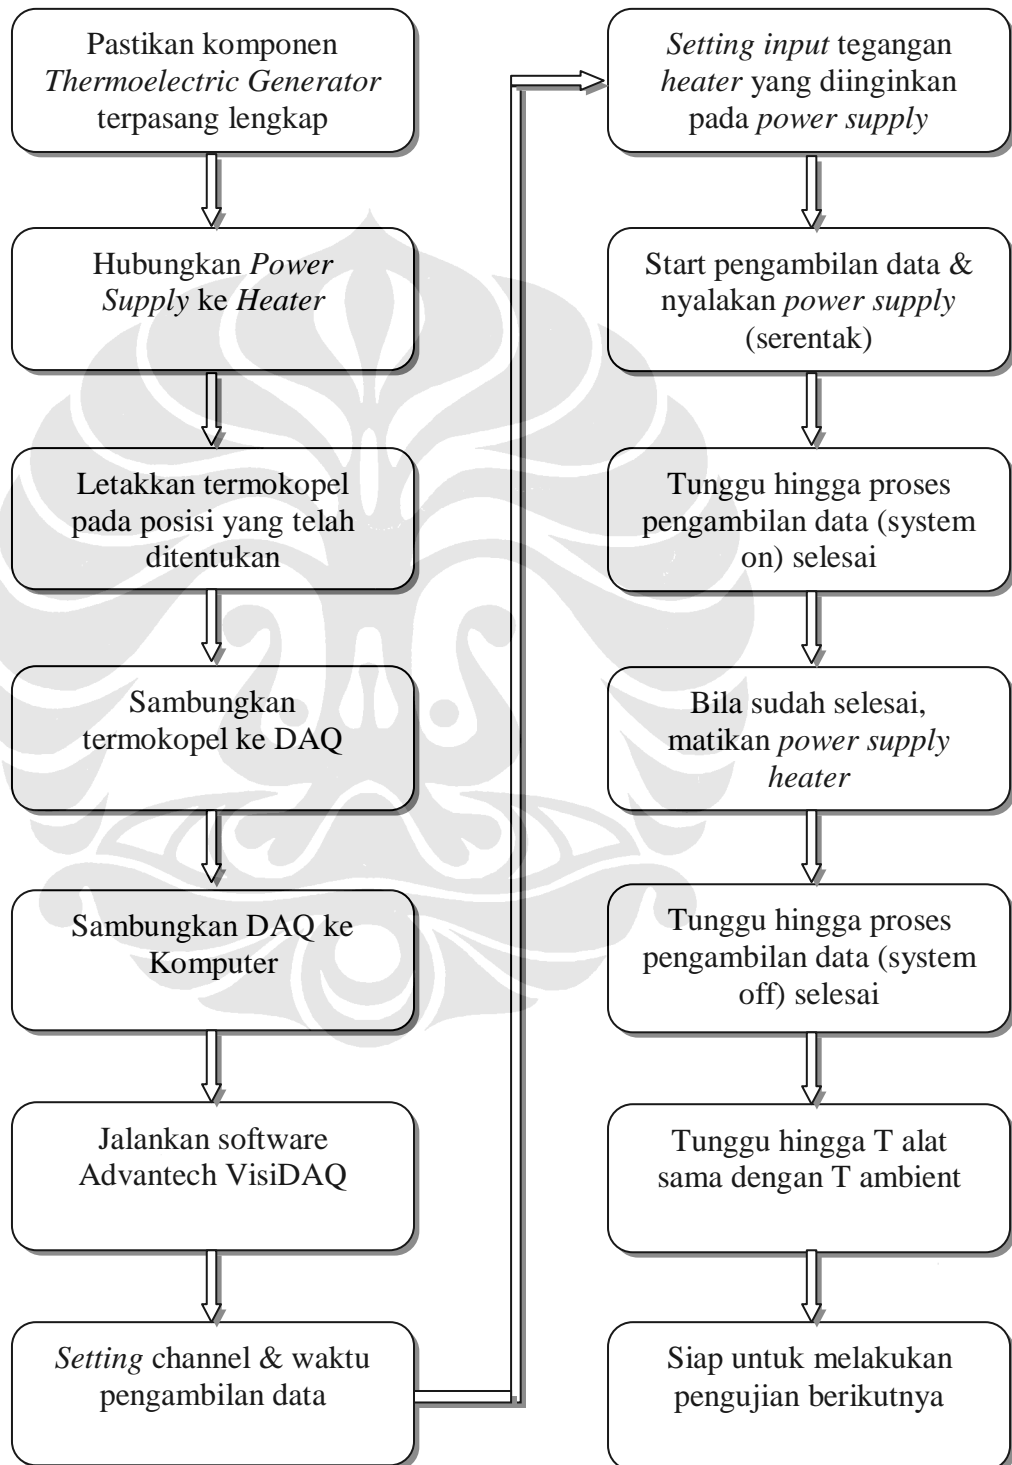 Pastikan komponen
Thermoelectric Generator
terpasang lengkap
Hubungkan Power
Supply ke Heater
Letakkan termokopel
pada posisi yang telah
ditentukan
Sambungkan
termokopel ke DAQ
Sambungkan DAQ ke
Komputer
Jalankan software
Advantech VisiDAQ
Setting channel & waktu
pengambilan data
Setting input tegangan
heater yang diinginkan
pada power supply
Start pengambilan data &
nyalakan power supply
(serentak)
Tunggu hingga proses
pengambilan data (system
on) selesai
Bila sudah selesai,
matikan power supply
heater
Tunggu hingga proses
pengambilan data (system
off) selesai
Tunggu hingga T alat
sama dengan T ambient
Siap untuk melakukan
pengujian berikutnya